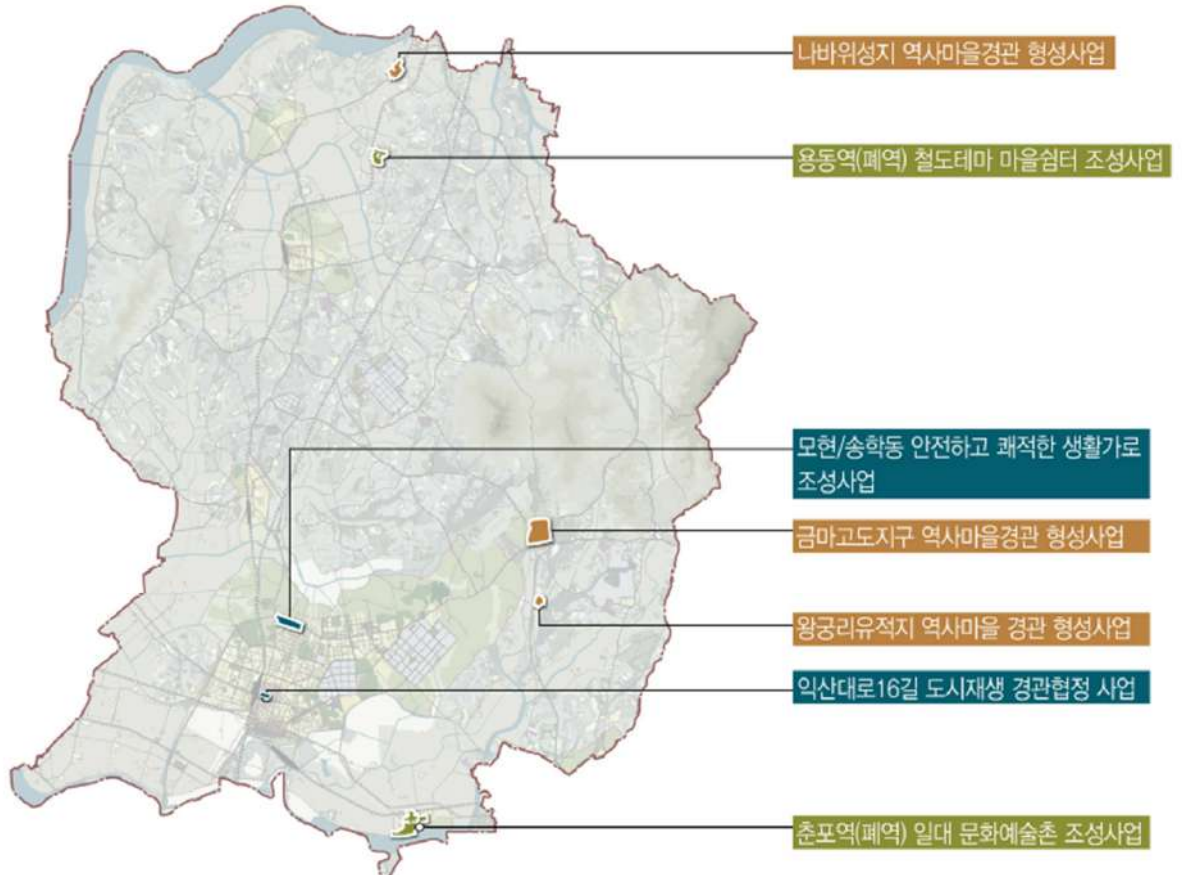 나바위성지 역사마을경관 형성사업
용동역(폐역) 철도테마 마을쉼터 조성사업
모현/송학동 안전하고 쾌적한 생활가로
조성사업
금마고도지구 역사마을경관 형성사업
왕궁리유적지 역사마을 경관 형성사업
익산대로16길 도시재생 경관협정 사업
춘포역(폐역) 일대 문화예술촌 조성사업